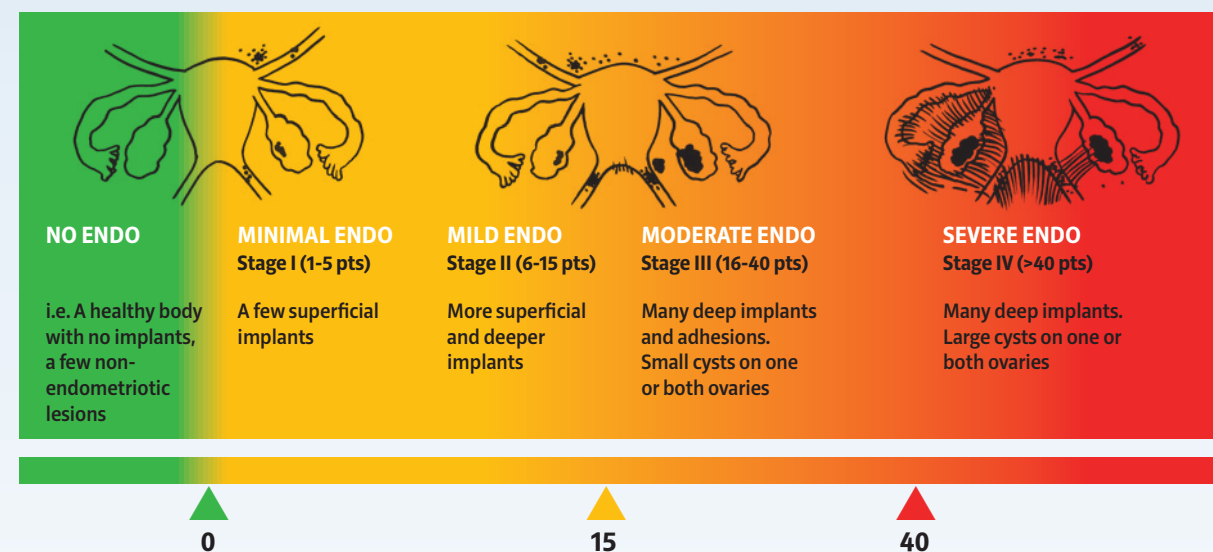 NO ENDO
i.e. A healthy body
with no implants,
a few non-
endometriotic
lesions
MINIMAL ENDO
Stage I (1-5 pts)
A few superficial
implants
MILD ENDO
Stage II (6-15 pts)
More superficial
and deeper
implants
MODERATE ENDO
Stage III (16-40 pts)
Many deep implants
and adhesions.
Small cysts on one
or both ovaries
SEVERE ENDO
Stage IV (>40 pts)
Many deep implants.
Large cysts on one or
both ovaries
0
15
40